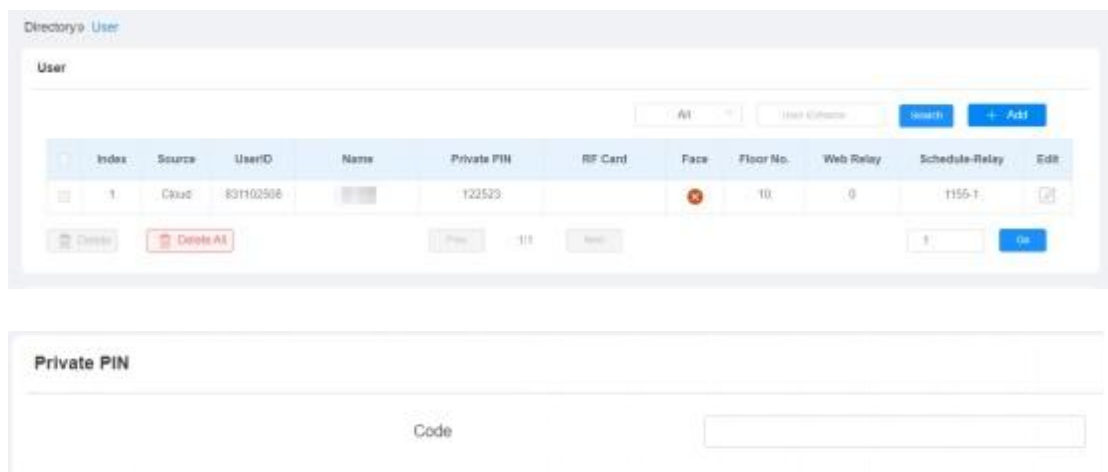 Directory» User
User
All Search + Add
Index Source UserID Name Private PIN RF Card Face Floor No. Web Relay Schedule-Relay Edit
1 Cloud 122523 10 0 1155-1
Delete Delete All Prev 1/1 Next 1 Go
Private PIN
Code